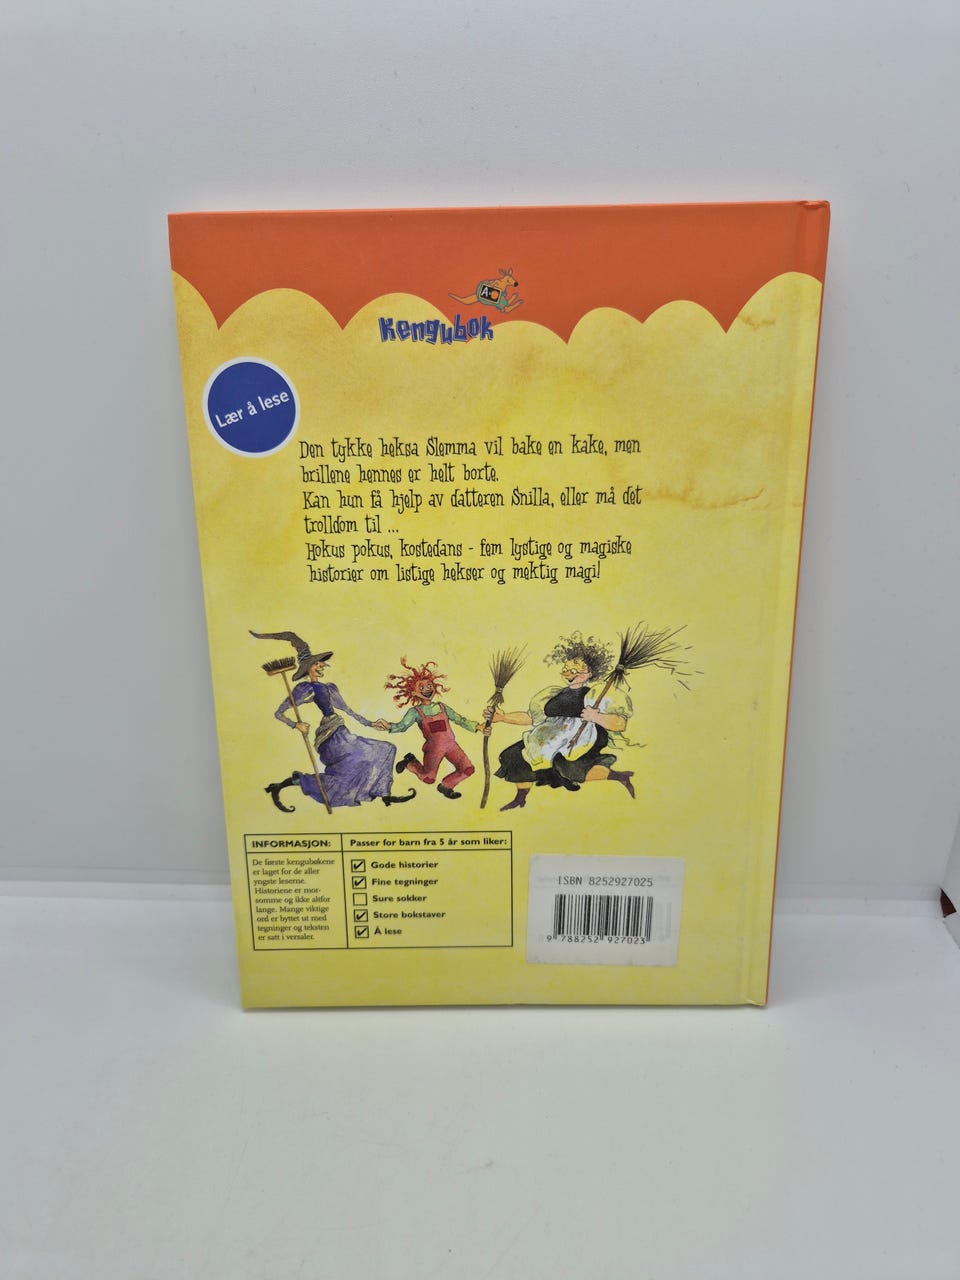 A
Kengubok
Lær å lese
Den tykke heksa Slemma vil bake en kake, men
brillene hennes er helt borte.
Kan hun få hjelp av datteren Snilla, eller må det
trolldom til ...
Hokus pokus, kostedans - fem lystige og magiske
historier om listige hekser og mektig magi!
INFORMASJON:
De første kengubøkene
er laget for de aller
yngste leserne.
Historiene er mor-
somme og ikke altfor
lange. Mange viktige
ord er byttet ut med
tegninger og teksten
er satt i versaler.
Passer for barn fra 5 år som liker:
Gode historier
Fine tegninger
Sure sokker
Store bokstaver
Å lese
ISBN 8252927025
9 788252 927023